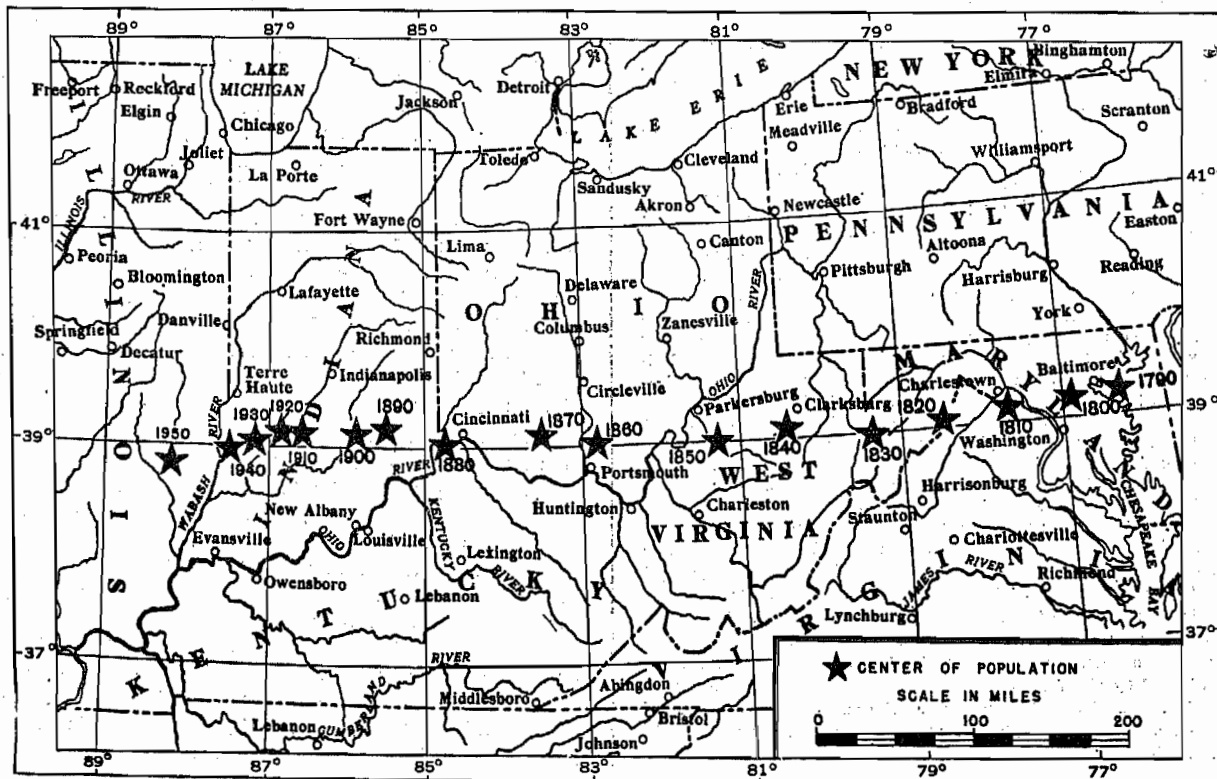 89° 87° 85° 83° 81° 79° 77°
NEW YORK
Binghamton
Elmira
LAKE MICHIGAN
LAKE ERIE
Freeport
Rockford
Elgin
Chicago
Jackson
Detroit
Erie
Bradford
Scranton
Meadville
Williamsport
Joliet
Ottawa
RIVER
La Porte
Toledo
Sandusky
Cleveland
Akron
Newcastle
41°
PENNSYLVANIA
Easton
41°
ILLINOIS
Fort Wayne
Lima
Canton
Altoona
Harrisburg
Reading
Peoria
Bloomington
Pittsburgh
RIVER
Delaware
Lafayette
OHIO
York
Danville
Columbus
Zanesville
Springfield
Decatur
Richmond
MARY
Baltimore
1790
Terre Haute
Indianapolis
Circleville
OHIO
Charlestown
ILLINOIS
INDIANA
RIVER
1930
1920
1890
Cincinnati
1870
Parkersburg
Clarksburg
1820
1800
39°
1950
1860
1810
39°
1940
1910
1900
1880
1850
1840
1830
Washington
Portsmouth
WEST VIRGINIA
RIVER
WABASH
Harrisonburg
New Albany
Huntington
Charleston
Staunton
CHESAPEAKE BAY
OHIO
Louisville
KENTUCKY RIVER
Evansville
Lexington
Charlottesville
Owensboro
Richmond
JAMES RIVER
Lebanon
Lynchburg
VIRGINIA
KENTUCKY
37°
37°
RIVER
CUMBERLAND
Middlesboro
Abingdon
Bristol
Lebanon
Johnson
CENTER OF POPULATION
SCALE IN MILES
0 100 200
89° 87° 85° 83° 81° 79° 77°